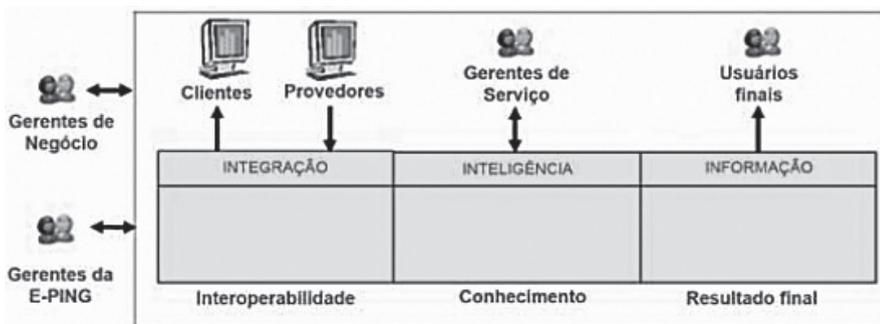 Clientes
Provedores
Gerentes de
Serviço
Usuários
finais
Gerentes de
Negócio
INTEGRAÇÃO
INTELIGÊNCIA
INFORMAÇÃO
Gerentes da
E-PING
Interoperabilidade
Conhecimento
Resultado final